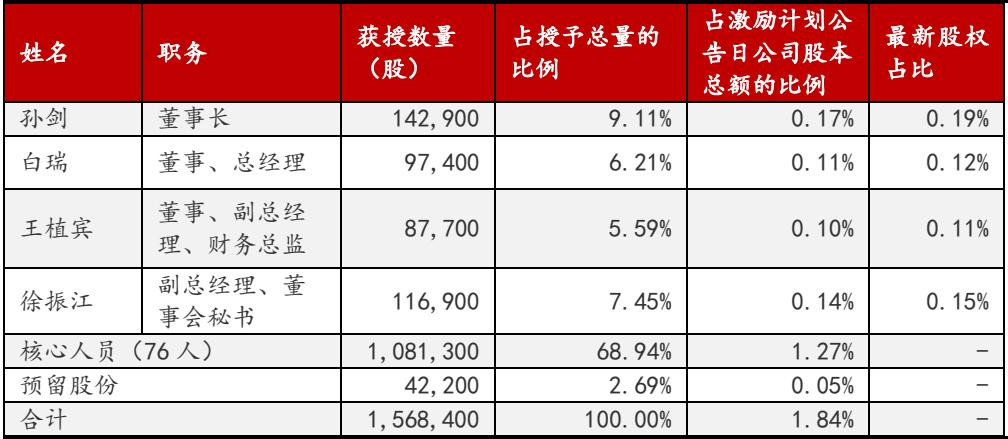 姓名 职务 获授数量（股） 占授予总量的比例 占激励计划公告日公司股本总额的比例 最新股权占比
孙剑 董事长 142,900 9.11% 0.17% 0.19%
白瑞 董事、总经理 97,400 6.21% 0.11% 0.12%
王植宾 董事、副总经理、财务总监 87,700 5.59% 0.10% 0.11%
徐振江 副总经理、董事会秘书 116,900 7.45% 0.14% 0.15%
核心人员（76人） 1,081,300 68.94% 1.27% -
预留股份 42,200 2.69% 0.05% -
合计 1,568,400 100.00% 1.84% -